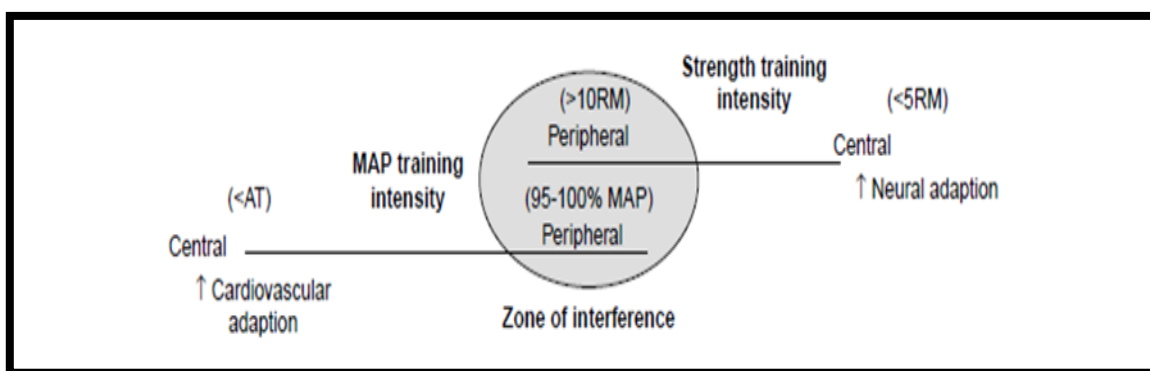 Strength training
intensity
(>10RM)
(<5RM)
Peripheral
Central
MAP training
intensity
↑ Neural adaption
(<AT)
(95-100% MAP)
Peripheral
Central
↑ Cardiovascular
adaption
Zone of interference